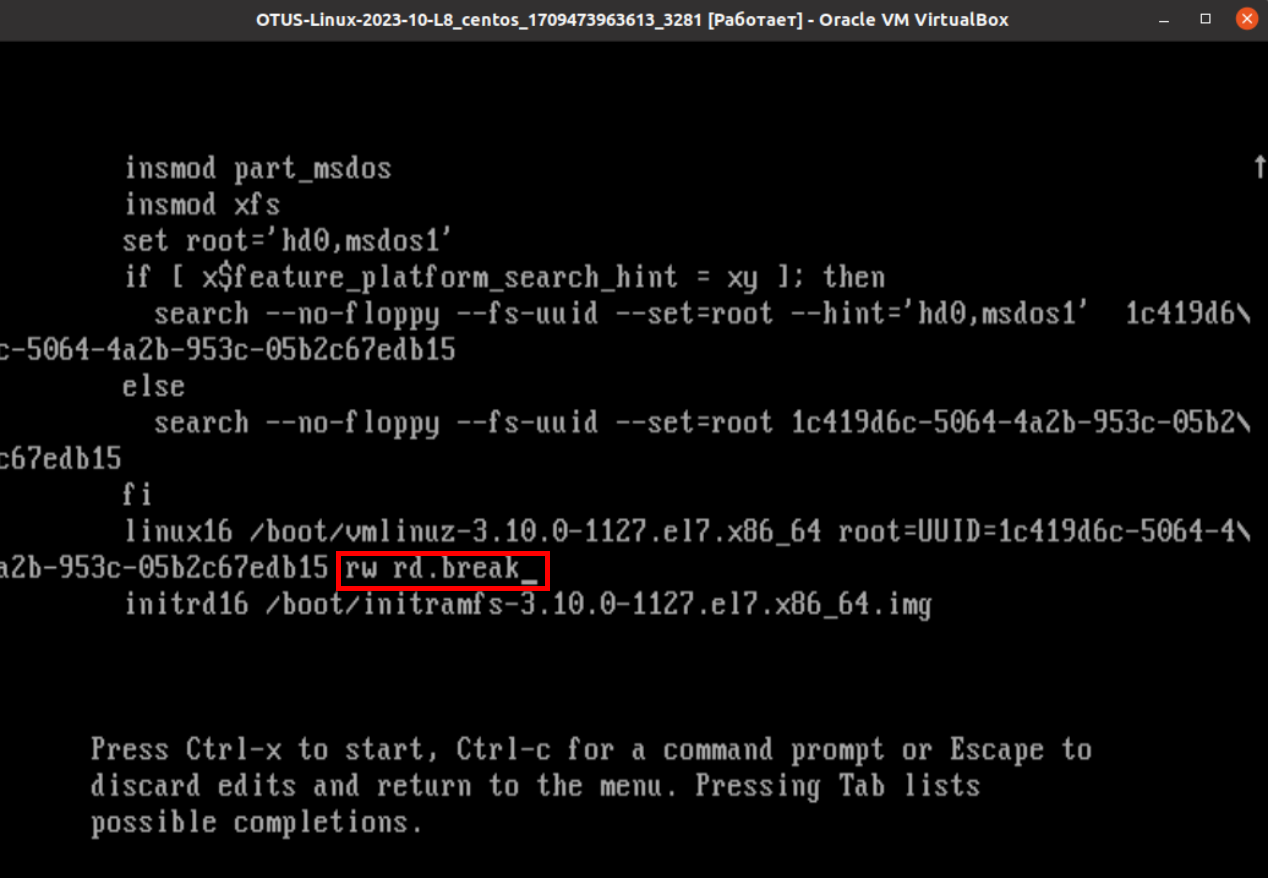 OTUS-Linux-2023-10-L8_centos_1709473963613_3281 [Работает] - Oracle VM VirtualBox
insmod part_msdos
insmod xfs
set root='hd0,msdos1'
if [ x$feature_platform_search_hint = xy ]; then
search --no-floppy --fs-uuid --set=root --hint='hd0,msdos1'  1c419d6\
c-5064-4a2b-953c-05b2c67edb15
else
search --no-floppy --fs-uuid --set=root 1c419d6c-5064-4a2b-953c-05b2\
c67edb15
fi
linux16 /boot/vmlinuz-3.10.0-1127.el7.x86_64 root=UUID=1c419d6c-5064-4\
a2b-953c-05b2c67edb15 rw rd.break_
initrd16 /boot/initramfs-3.10.0-1127.el7.x86_64.img
Press Ctrl-x to start, Ctrl-c for a command prompt or Escape to
discard edits and return to the menu. Pressing Tab lists
possible completions.